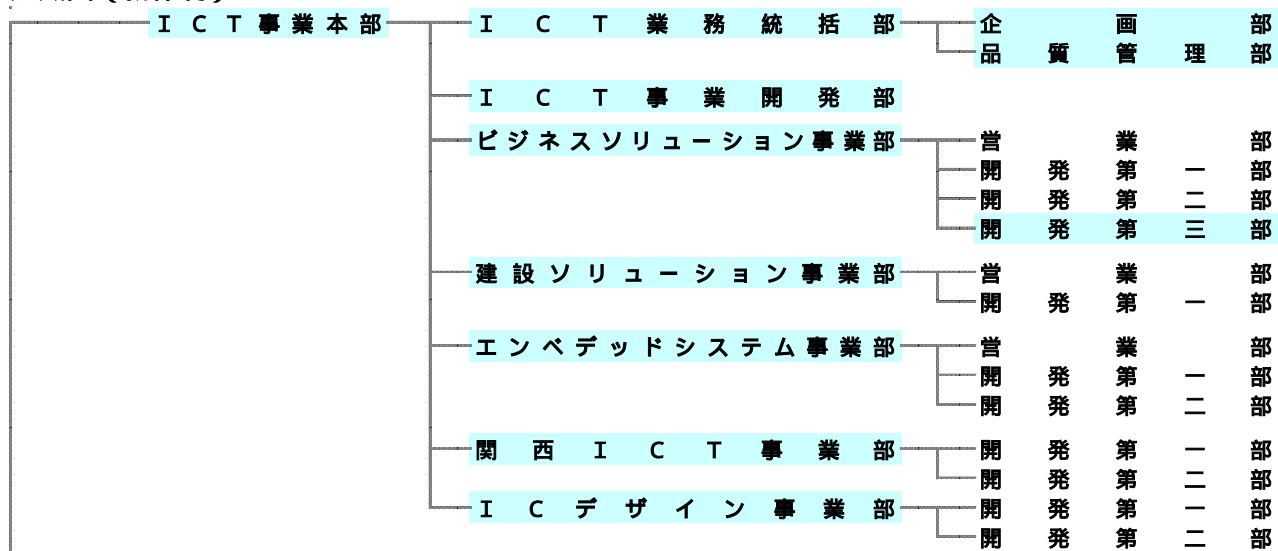 ＩＣＴ事業本部 ＩＣＴ業務統括部 企画部
品質管理部
ＩＣＴ事業開発部
ビジネスソリューション事業部 営業部
開発第一部
開発第二部
開発第三部
建設ソリューション事業部 営業部
開発第一部
エンベデッドシステム事業部 営業部
開発第一部
開発第二部
関西ＩＣＴ事業部 開発第一部
開発第二部
ＩＣデザイン事業部 開発第一部
開発第二部